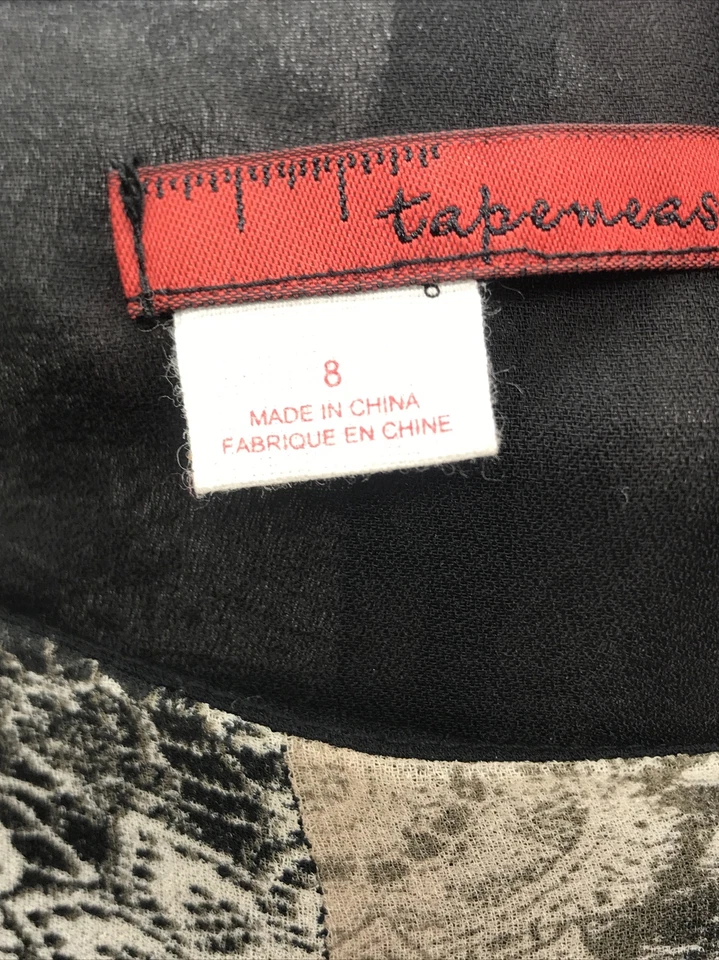 tapemeas
8
MADE IN CHINA
FABRIQUE EN CHINE